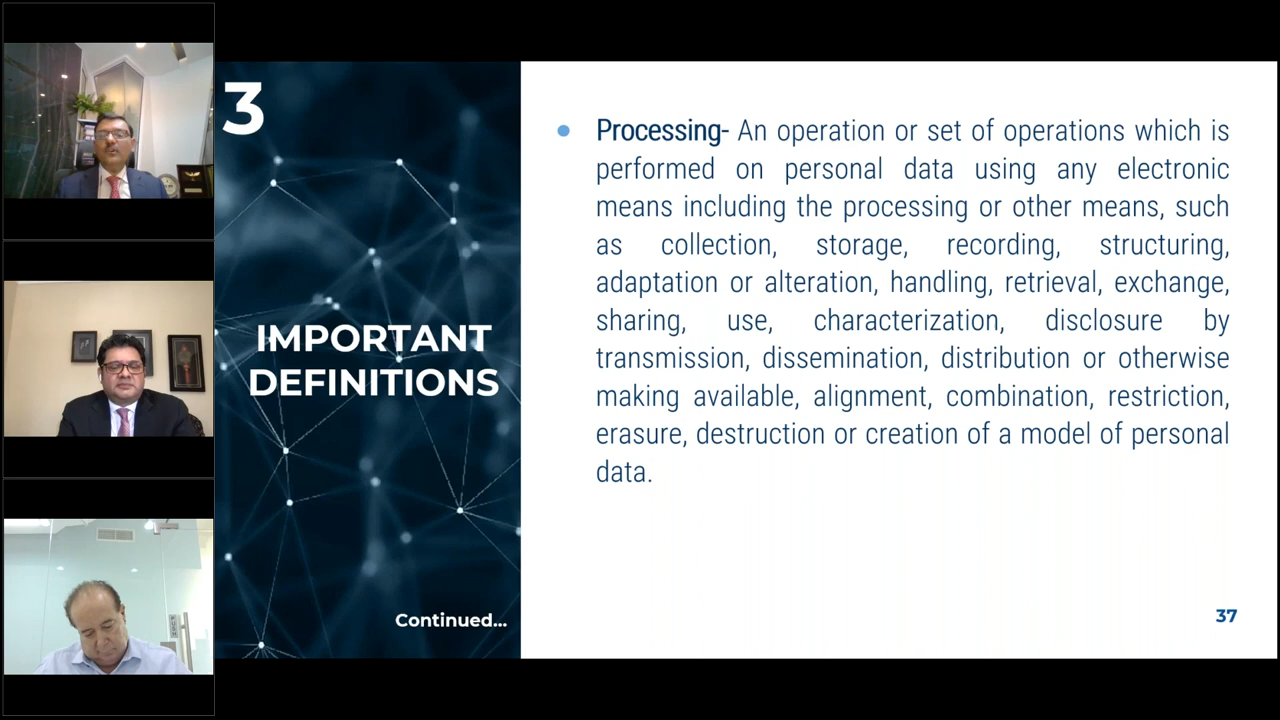 3
IMPORTANT
DEFINITIONS
Continued...
Processing- An operation or set of operations which is
performed on personal data using any electronic
means including the processing or other means, such
as collection, storage, recording, structuring,
adaptation or alteration, handling, retrieval, exchange,
sharing, use, characterization, disclosure by
transmission, dissemination, distribution or otherwise
making available, alignment, combination, restriction,
erasure, destruction or creation of a model of personal
data.
37